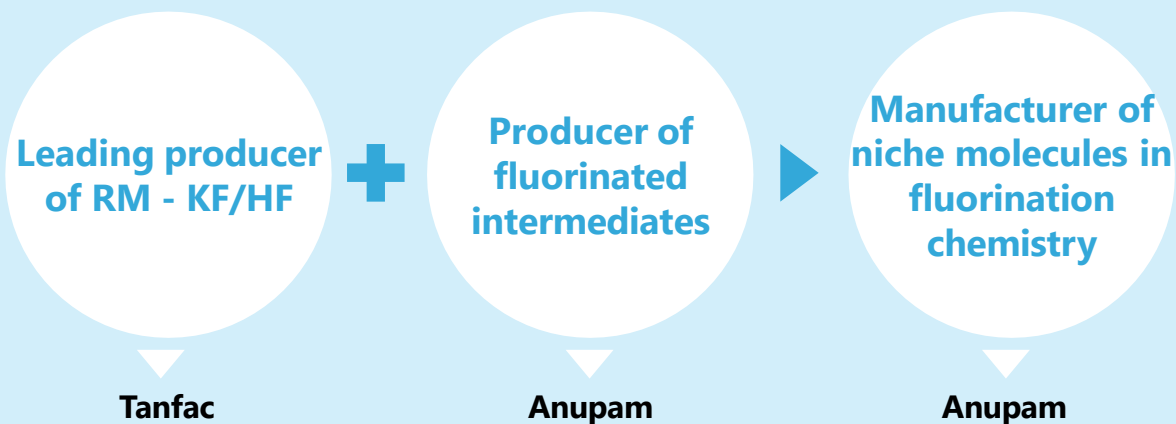 Leading producer
of RM - KF/HF
Producer of
fluorinated
intermediates
Manufacturer of
niche molecules in
fluorination
chemistry
Tanfac
Anupam
Anupam